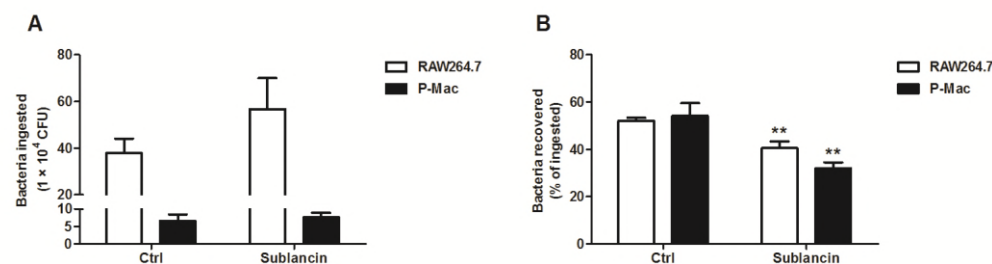 A
Bacteria ingested
(1 × 10⁴ CFU)
80
60
40
20
10
5
0
Ctrl
Sublancin
RAW264.7
P-Mac
B
Bacteria recovered
(% of ingested)
80
60
40
20
0
**
**
Ctrl
Sublancin
RAW264.7
P-Mac